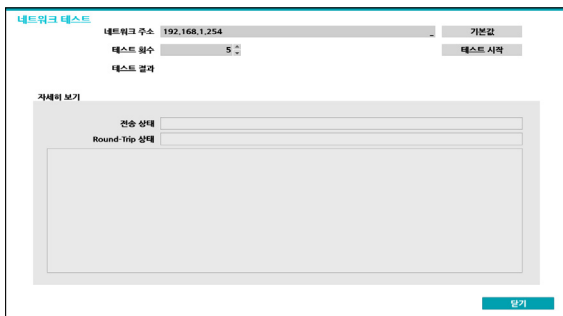 네트워크 테스트
네트워크 주소 192,168,1,254 _ 기본값
테스트 횟수 5 테스트 시작
테스트 결과
자세히 보기
전송 상태
Round-Trip 상태
닫기